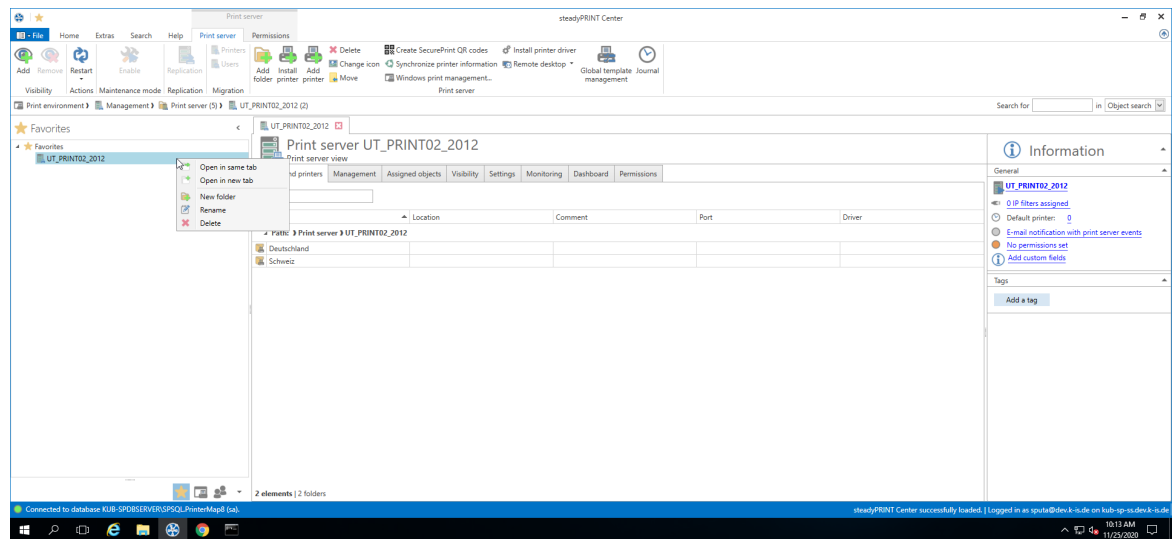 Print server
steadyPRINT Center
File Home Extras Search Help Print server Permissions
Add Remove Restart Enable Replication Printers Users
Add folder Install printer Add printer
Delete Change icon Move
Create SecurePrint QR codes Install printer driver
Synchronize printer information Remote desktop
Windows print management...
Global template management Journal
Visibility Actions Maintenance mode Replication Migration Print server
Print environment Management Print server (5) UT_PRINT02_2012 (2)
Search for in Object search
Favorites
Favorites
UT_PRINT02_2012
Open in same tab
Open in new tab
New folder
Rename
Delete
UT_PRINT02_2012
Print server UT_PRINT02_2012
Print server view
nd printers Management Assigned objects Visibility Settings Monitoring Dashboard Permissions
Location Comment Port Driver
Path: Print server UT_PRINT02_2012
Deutschland
Schweiz
2 elements | 2 folders
Information
General
UT_PRINT02_2012
0 IP filters assigned
Default printer: 0
E-mail notification with print server events
No permissions set
Add custom fields
Tags
Add a tag
Connected to database KUB-SPDBSERVER\SPSQL.PrinterMap8 (sa).
steadyPRINT Center successfully loaded. | Logged in as sputa@dev.k-is.de on kub-sp-ss.dev.k-is.de
10:13 AM
11/25/2020